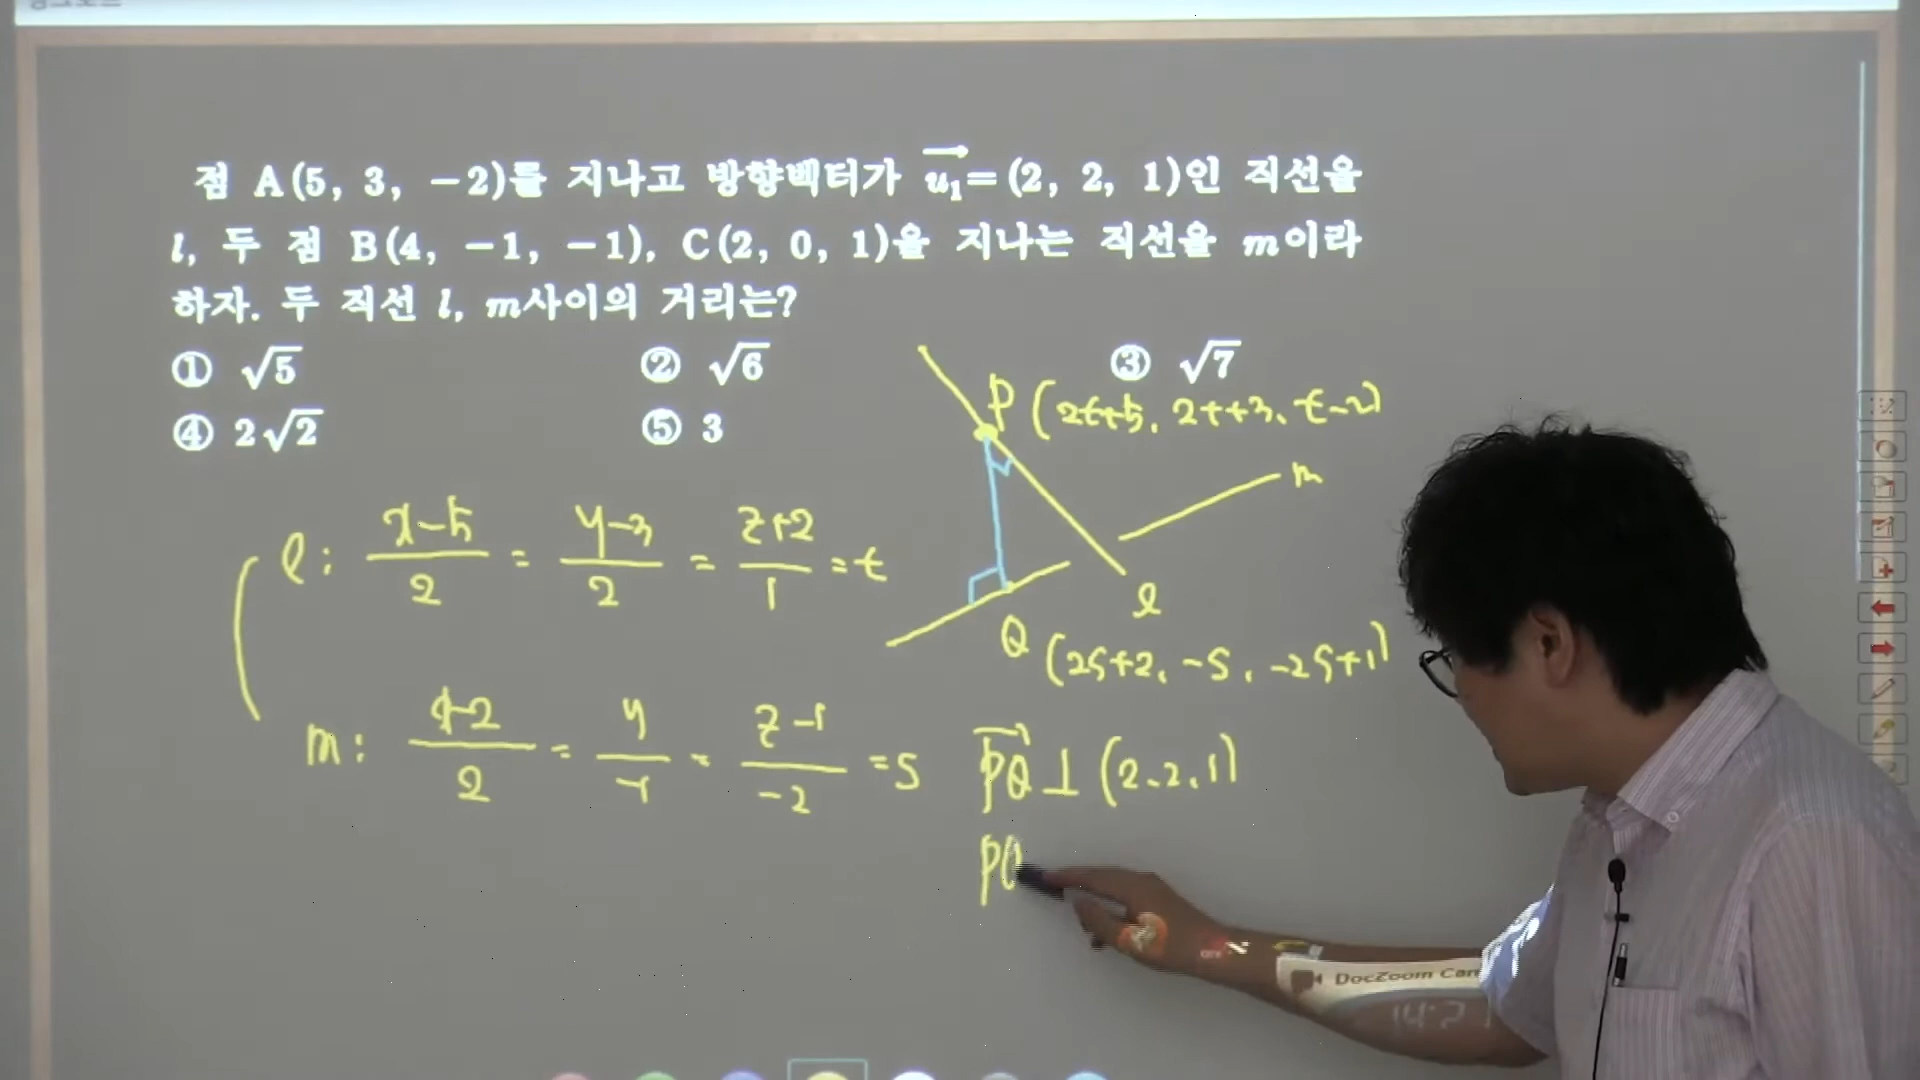 점 A(5, 3, −2)를 지나고 방향벡터가 $\overrightarrow{u_1}$=(2, 2, 1)인 직선을
l, 두 점 B(4, −1, −1), C(2, 0, 1)을 지나는 직선을 m이라
하자. 두 직선 l, m사이의 거리는?
① √5 ② √6 ③ √7
④ 2√2 ⑤ 3
P (2t+5, 2t+3, t-2)
m
l: (x-5)/2 = (y-3)/2 = (z+2)/1 = t
l
Q (2s+2, -s, -2s+1)
m: (x-2)/2 = y/-1 = (z-1)/-2 = s
$\overrightarrow{PQ}$ ⊥ (2, 2, 1)
PQ
DocZoom Cam